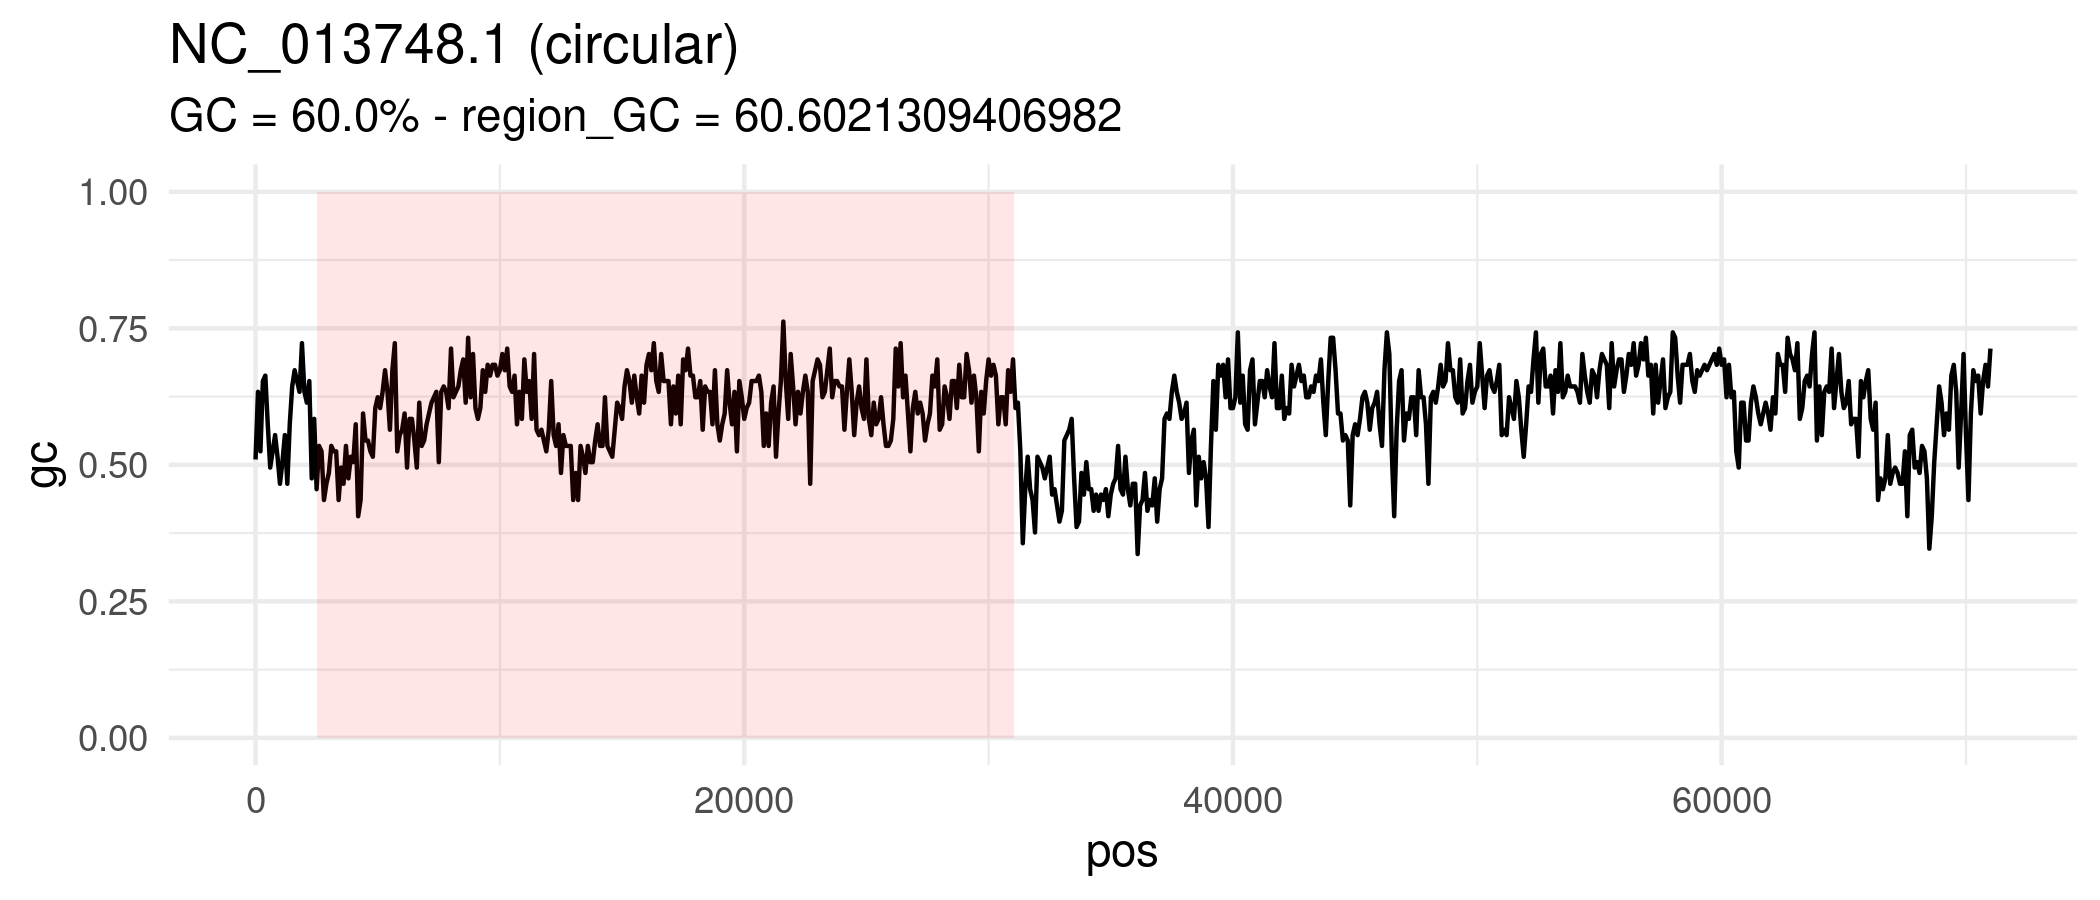 NC_013748.1 (circular)
GC = 60.0% - region_GC = 60.6021309406982
1.00
0.75
0.50
0.25
0.00
gc
0 20000 40000 60000
pos